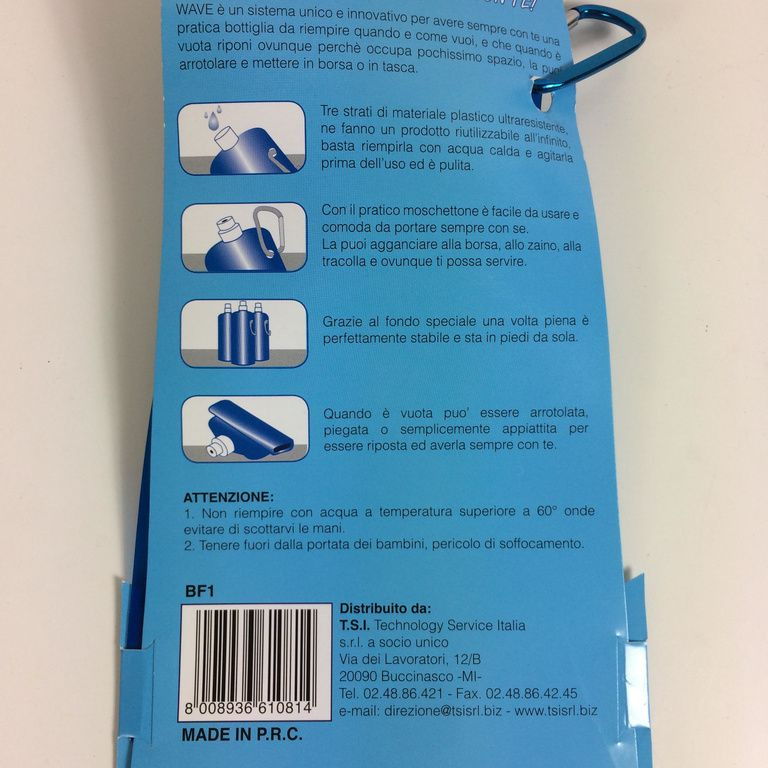 N TE!
WAVE è un sistema unico e innovativo per avere sempre con te una
pratica bottiglia da riempire quando e come vuoi, e che quando è
vuota riponi ovunque perchè occupa pochissimo spazio, la puoi
arrotolare e mettere in borsa o in tasca.
Tre strati di materiale plastico ultraresistente,
ne fanno un prodotto riutilizzabile all'infinito,
basta riempirla con acqua calda e agitarla
prima dell'uso ed è pulita.
Con il pratico moschettone è facile da usare e
comoda da portare sempre con se.
La puoi agganciare alla borsa, allo zaino, alla
tracolla e ovunque ti possa servire.
Grazie al fondo speciale una volta piena è
perfettamente stabile e sta in piedi da sola.
Quando è vuota puo' essere arrotolata,
piegata o semplicemente appiattita per
essere riposta ed averla sempre con te.
ATTENZIONE:
1. Non riempire con acqua a temperatura superiore a 60° onde
evitare di scottarvi le mani.
2. Tenere fuori dalla portata dei bambini, pericolo di soffocamento.
BF1
8 008936 610814
MADE IN P.R.C.
Distribuito da:
T.S.I. Technology Service Italia
s.r.l. a socio unico
Via dei Lavoratori, 12/B
20090 Buccinasco -MI-
Tel. 02.48.86.421 - Fax. 02.48.86.42.45
e-mail: direzione@tsisrl.biz - www.tsisrl.biz